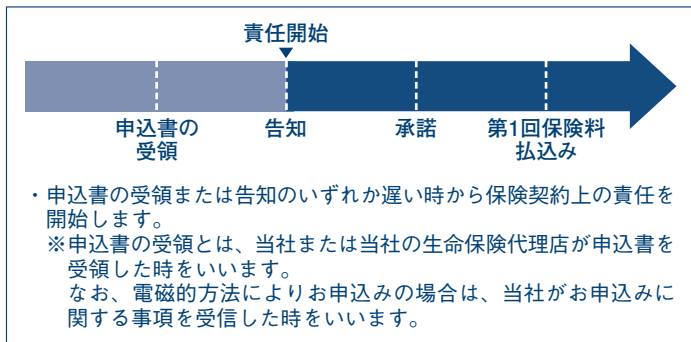 責任開始
申込書の 告知 承諾 第1回保険料
受領 払込み
・申込書の受領または告知のいずれか遅い時から保険契約上の責任を
開始します。
※申込書の受領とは、当社または当社の生命保険代理店が申込書を
受領した時をいいます。
なお、電磁的方法によりお申込みの場合は、当社がお申込みに
関する事項を受信した時をいいます。